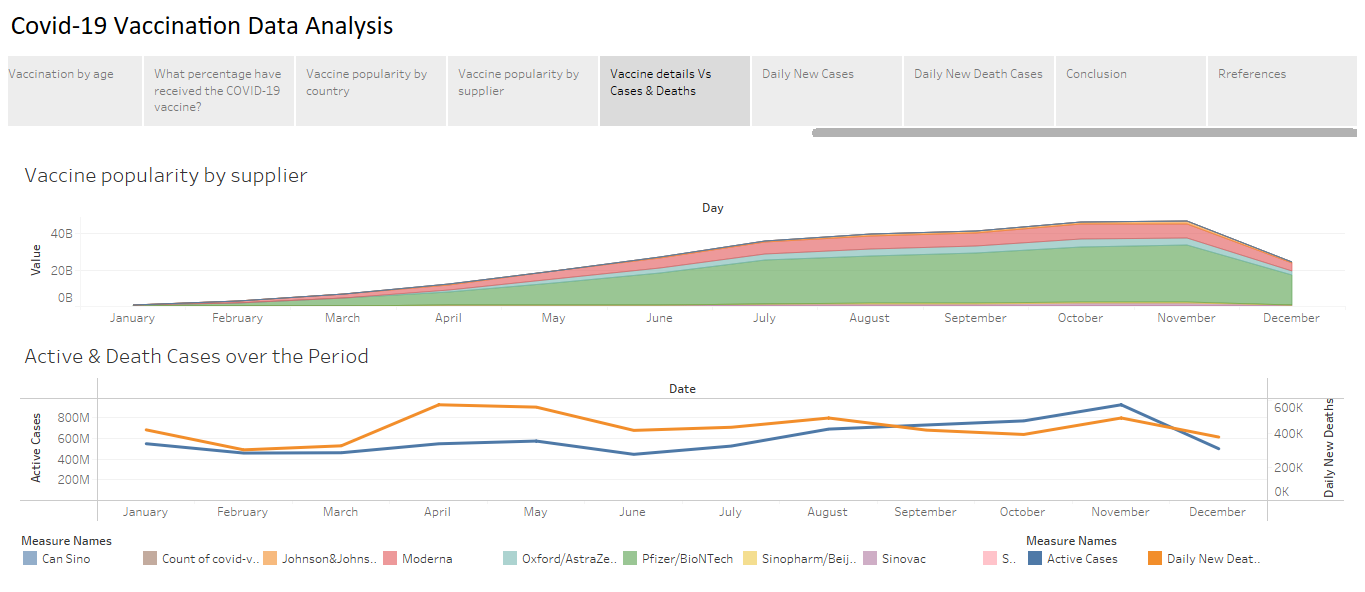 Covid-19 Vaccination Data Analysis
Vaccination by age
What percentage have
received the COVID-19
vaccine?
Vaccine popularity by
country
Vaccine popularity by
supplier
Vaccine details Vs
Cases & Deaths
Daily New Cases
Daily New Death Cases
Conclusion
Rreferences
Vaccine popularity by supplier
Day
Value
40B
20B
0B
January February March April May June July August September October November December
Active & Death Cases over the Period
Date
Active Cases
800M
600M
400M
200M
600K
400K
200K
0K
Daily New Deaths
January February March April May June July August September October November December
Measure Names
Can Sino Count of covid-v.. Johnson&Johns.. Moderna Oxford/AstraZe.. Pfizer/BioNTech Sinopharm/Beij.. Sinovac S..
Measure Names
Active Cases Daily New Deat..